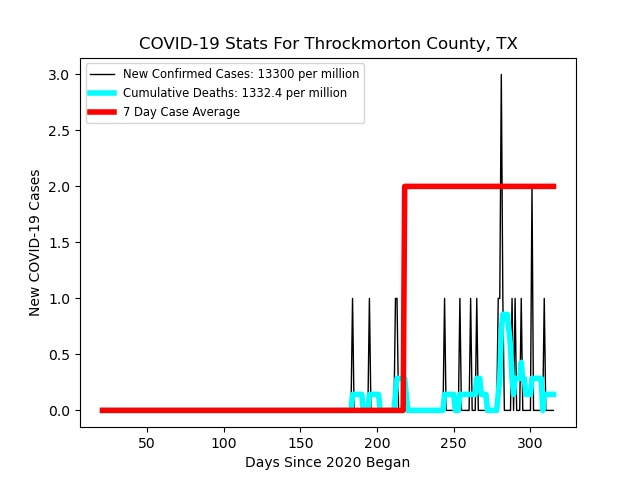 COVID-19 Stats For Throckmorton County, TX
New Confirmed Cases: 13300 per million
Cumulative Deaths: 1332.4 per million
7 Day Case Average
New COVID-19 Cases
3.0
2.5
2.0
1.5
1.0
0.5
0.0
50 100 150 200 250 300
Days Since 2020 Began